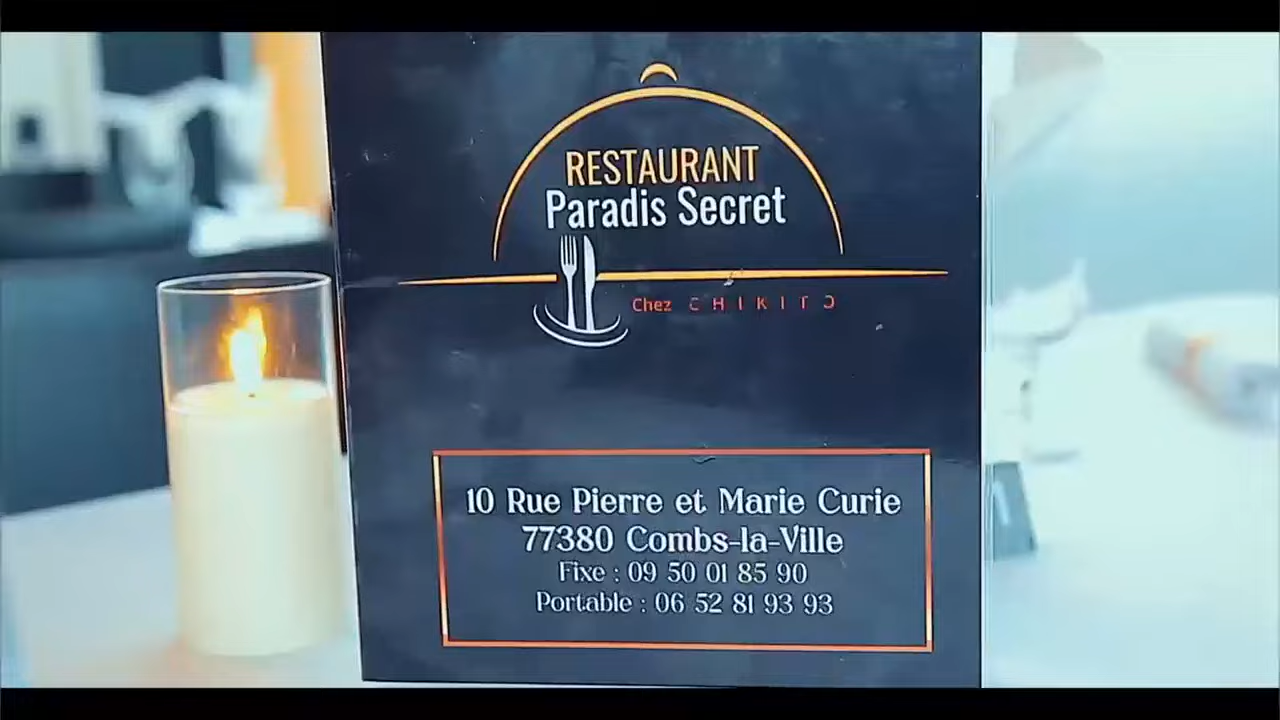 RESTAURANT
Paradis Secret
Chez CHIKITO
10 Rue Pierre et Marie Curie
77380 Combs-la-Ville
Fixe : 09 50 01 85 90
Portable : 06 52 81 93 93